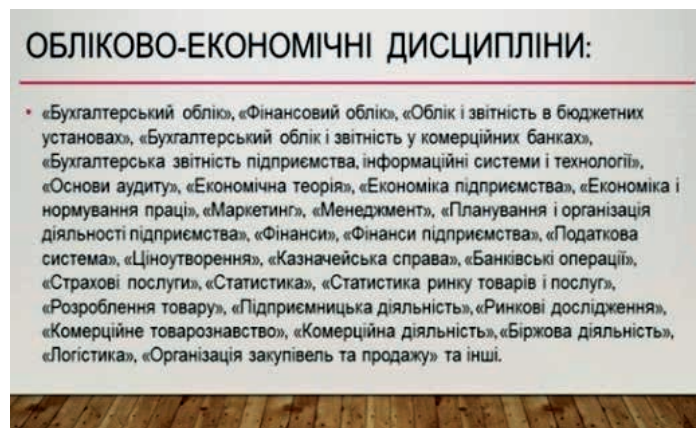 ОБЛІКОВО-ЕКОНОМІЧНІ ДИСЦИПЛІНИ:
• «Бухгалтерський облік», «Фінансовий облік», «Облік і звітність в бюджетних
установах», «Бухгалтерський облік і звітність у комерційних банках»,
«Бухгалтерська звітність підприємства, інформаційні системи і технології»,
«Основи аудиту», «Економічна теорія», «Економіка підприємства», «Економіка і
нормування праці», «Маркетинг», «Менеджмент», «Планування і організація
діяльності підприємства», «Фінанси», «Фінанси підприємства», «Податкова
система», «Ціноутворення», «Казначейська справа», «Банківські операції»,
«Страхові послуги», «Статистика», «Статистика ринку товарів і послуг»,
«Розроблення товару», «Підприємницька діяльність», «Ринкові дослідження»,
«Комерційне товарознавство», «Комерційна діяльність», «Біржова діяльність»,
«Логістика», «Організація закупівель та продажу» та інші.